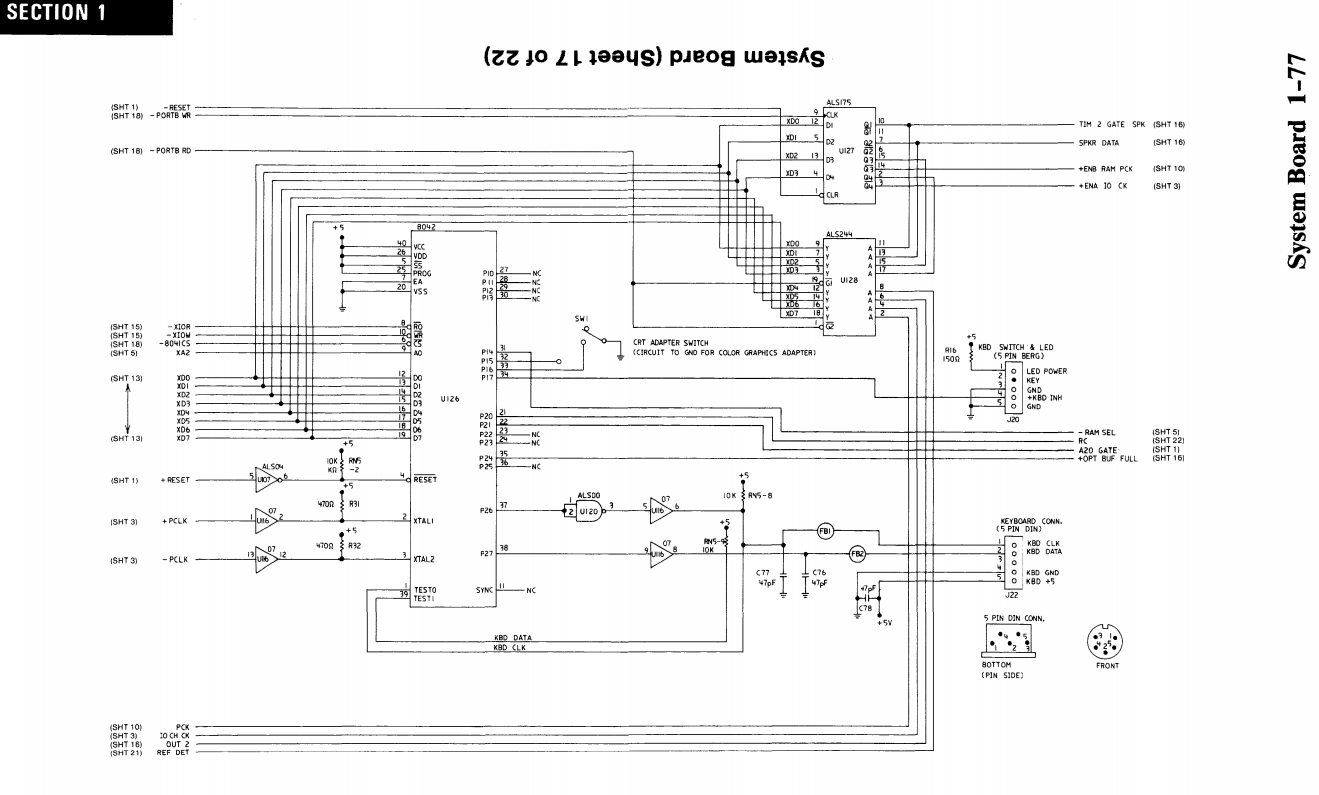 SECTION 1
System Board (Sheet 17 of 22)
System Board 1-77
(SHT 1) -RESET
(SHT 18) -PORTB WR
(SHT 18) -PORTB RD
ALS175
9 CLK
XD0 12 D1
XD1 5 D2
XD2 13 D3
XD3 4 D4
1 CLR
U127
10 Q1
11 Q1
7 Q2
6 Q2
15 Q3
14 Q3
2 Q4
3 Q4
TIM 2 GATE SPK (SHT 16)
SPKR DATA (SHT 16)
+ENB RAM PCK (SHT 10)
+ENA IO CK (SHT 3)
ALS244
XD0 9 Y A 11
XD1 7 Y A 13
XD2 5 Y A 15
XD3 3 Y A 17
19 G1
U128
XD4 12 Y A 8
XD5 14 Y A 6
XD6 16 Y A 4
XD7 18 Y A 2
1 G2
+5
8042
40 VCC
26 VDD
5 SS
25 PROG
7 EA
20 VSS
P10 27 NC
P11 28 NC
P12 29 NC
P13 30 NC
(SHT 15) -XIOR 8 RD
(SHT 15) -XIOW 10 WR
(SHT 18) -8041CS 6 CS
(SHT 5) XA2 9 A0
P14 31
P15 32
P16 33
P17 34
SW1
CRT ADAPTER SWITCH
(CIRCUIT TO GND FOR COLOR GRAPHICS ADAPTER)
(SHT 13) XD0 12 D0
XD1 13 D1
XD2 14 D2
XD3 15 D3
XD4 16 D4
XD5 17 D5
XD6 18 D6
(SHT 13) XD7 19 D7
U126
P20 21
P21 22
P22 23 NC
P23 24 NC
P24 35
P25 36 NC
+5
R16
150Ω
KBD SWITCH & LED
(5 PIN BERG)
1 LED POWER
2 KEY
3 GND
4 +KBD INH
5 GND
J20
-RAM SEL (SHT 5)
RC (SHT 22)
A20 GATE (SHT 1)
+OPT BUF FULL (SHT 16)
+5
10K RN5
KΩ -2
(SHT 1) +RESET 5 ALS04 U107 6
4 RESET
+5
470Ω R31
(SHT 3) +PCLK 1 07 U116 2
2 XTAL1
+5
470Ω R32
(SHT 3) -PCLK 13 07 U116 12
3 XTAL2
P26 37
ALS00
1
2 U120 3
5 07 U116 6
P27 38
9 07 U116 8
+5
10K RN5-8
+5
10K
FB1
FB2
C77
47pF
C76
47pF
47pF
C78
+5V
KEYBOARD CONN.
(5 PIN DIN)
1 KBD CLK
2 KBD DATA
3
4 KBD GND
5 KBD +5
J22
1 TEST0
39 TEST1
SYNC 11 NC
KBD DATA
KBD CLK
5 PIN DIN CONN.
4 5
1 2 3
BOTTOM
(PIN SIDE)
3 1
4 2 5
FRONT
(SHT 10) PCK
(SHT 3) IO CH CK
(SHT 16) OUT 2
(SHT 21) REF DET